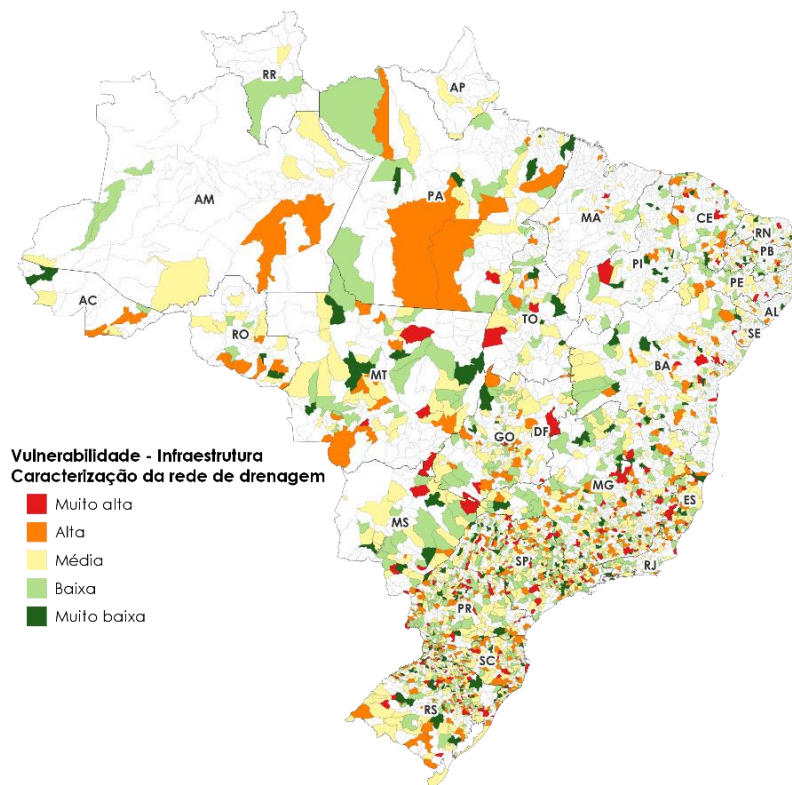 RR
AP
AM
PA
MA
CE
RN
PB
PI
PE
AC
AL
TO
SE
RO
BA
MT
Vulnerabilidade - Infraestrutura
Caracterização da rede de drenagem
GO
DF
Muito alta
MG
ES
Alta
MS
Média
SP
RJ
Baixa
PR
Muito baixa
SC
RS